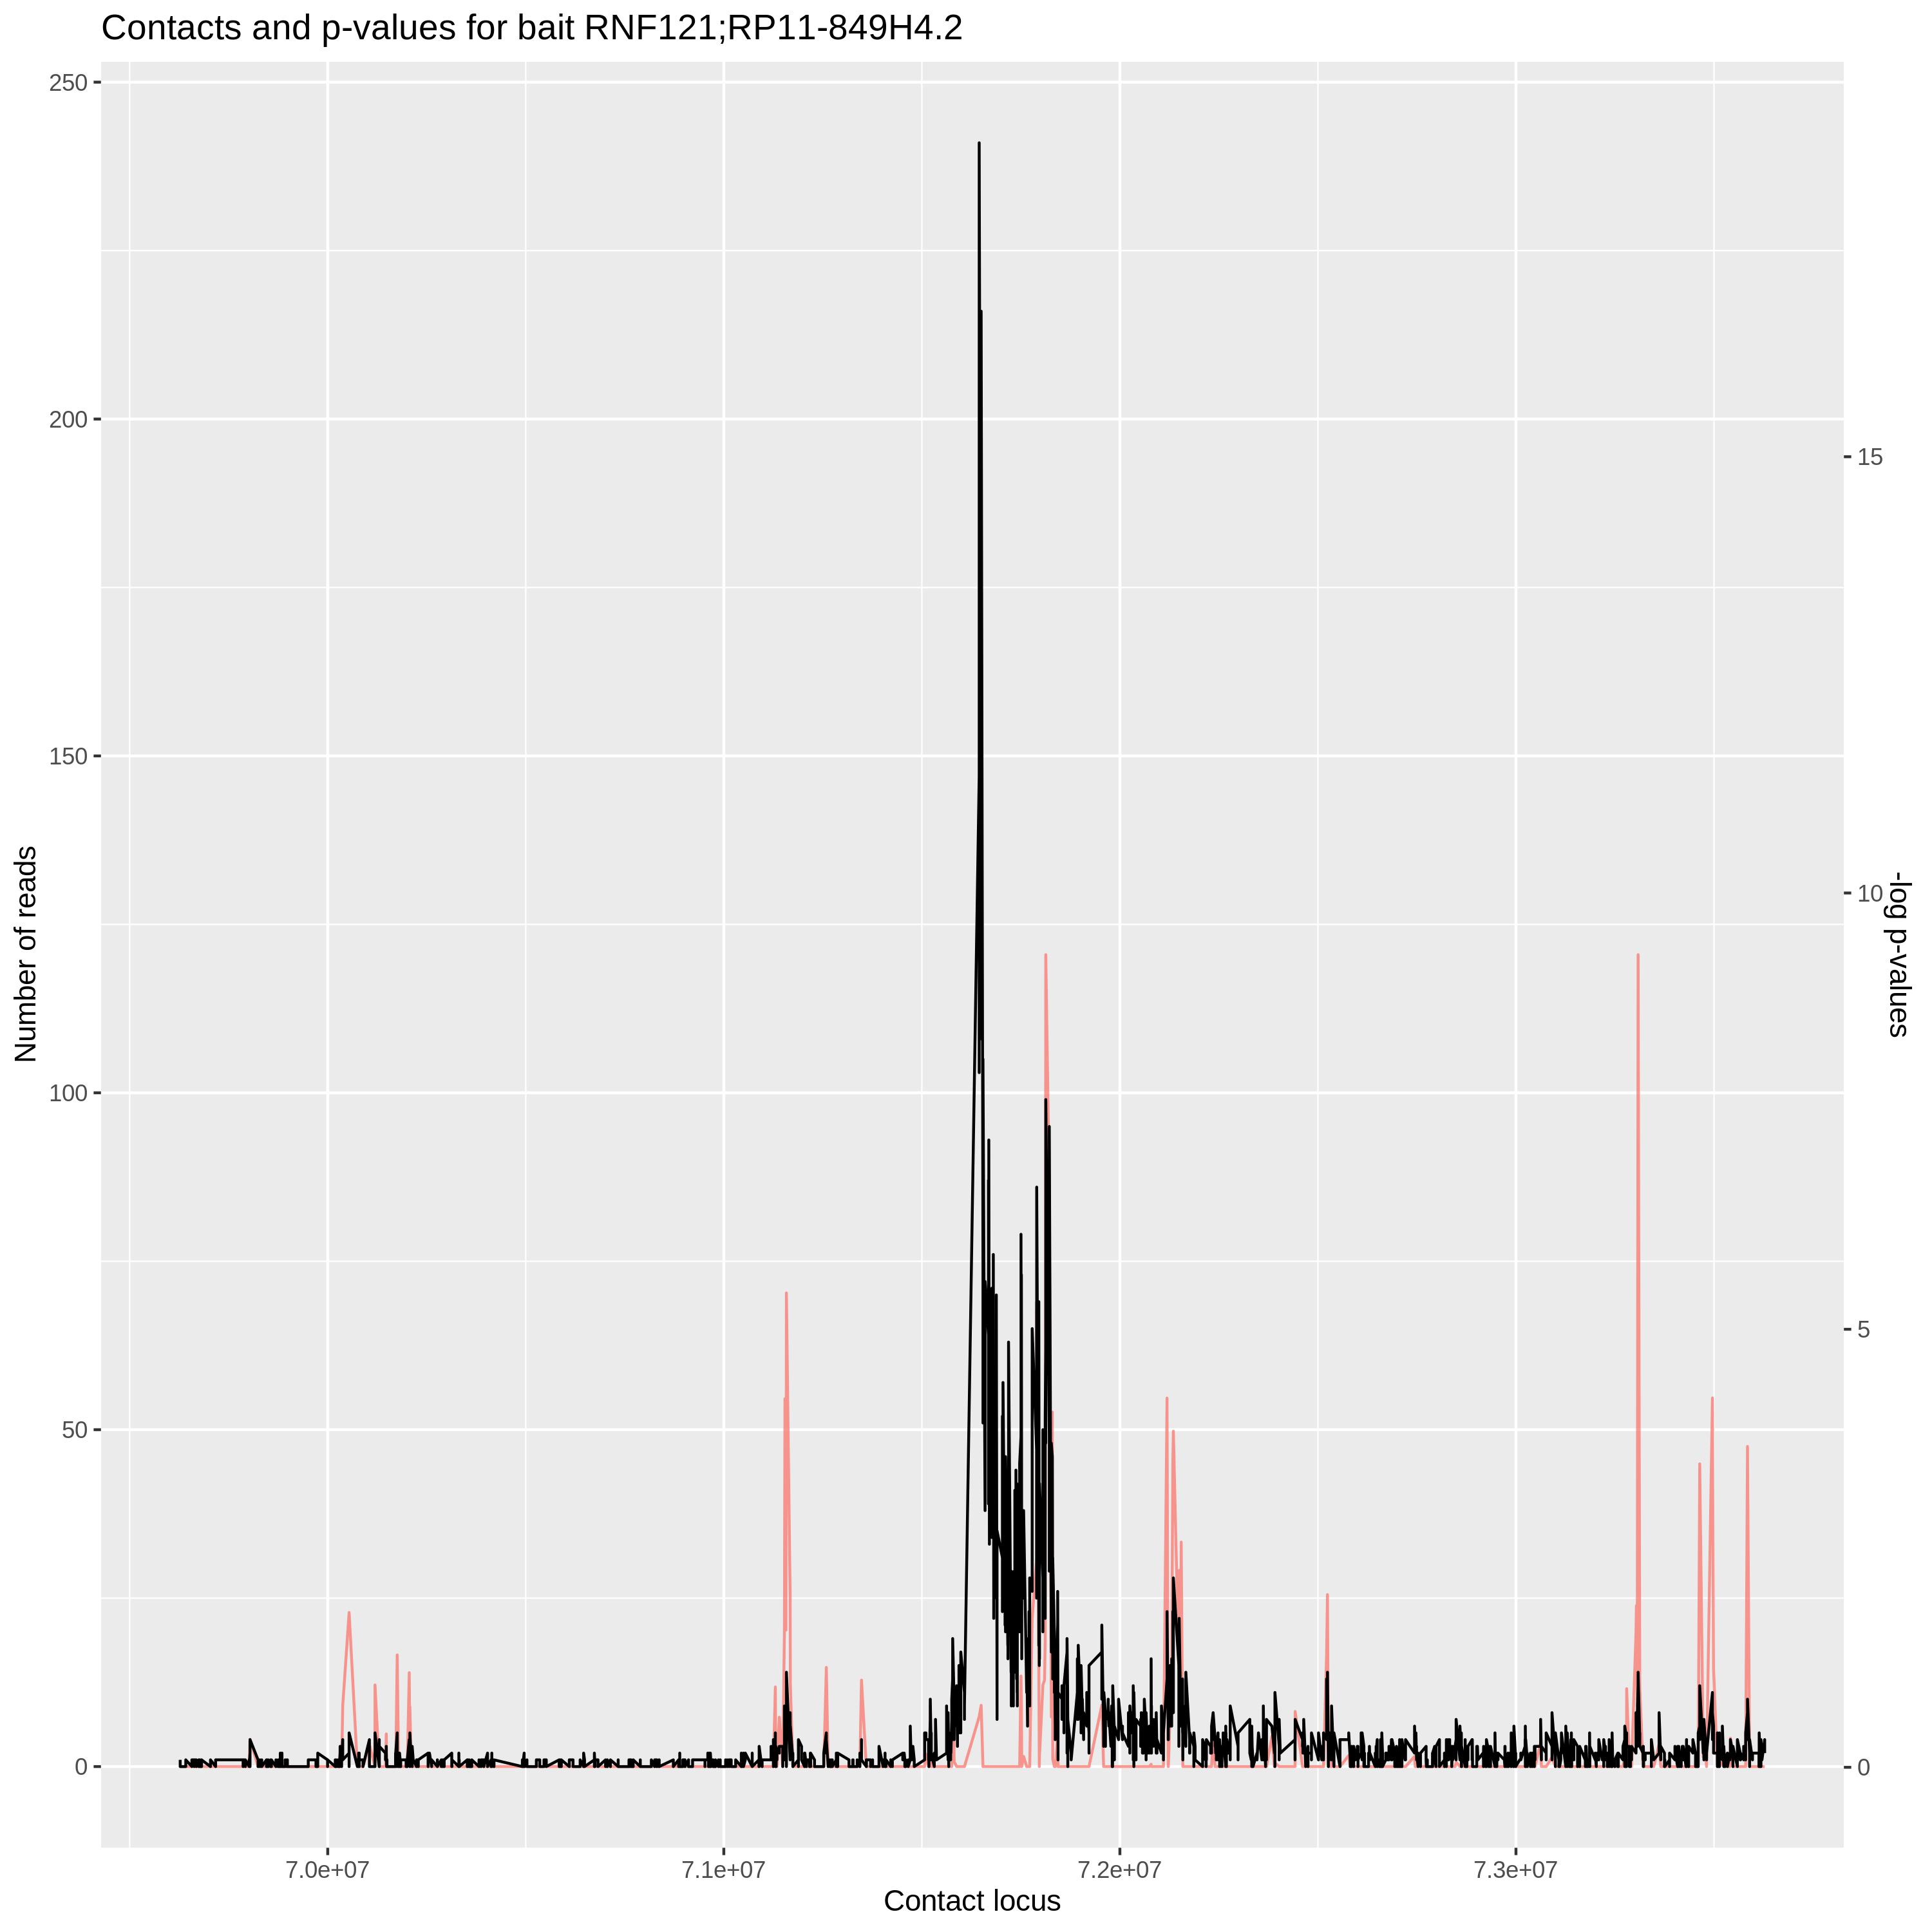 Contacts and p-values for bait RNF121;RP11-849H4.2
250
200
150
100
50
0
Number of reads
15
10
5
0
-log p-values
7.0e+07
7.1e+07
7.2e+07
7.3e+07
Contact locus